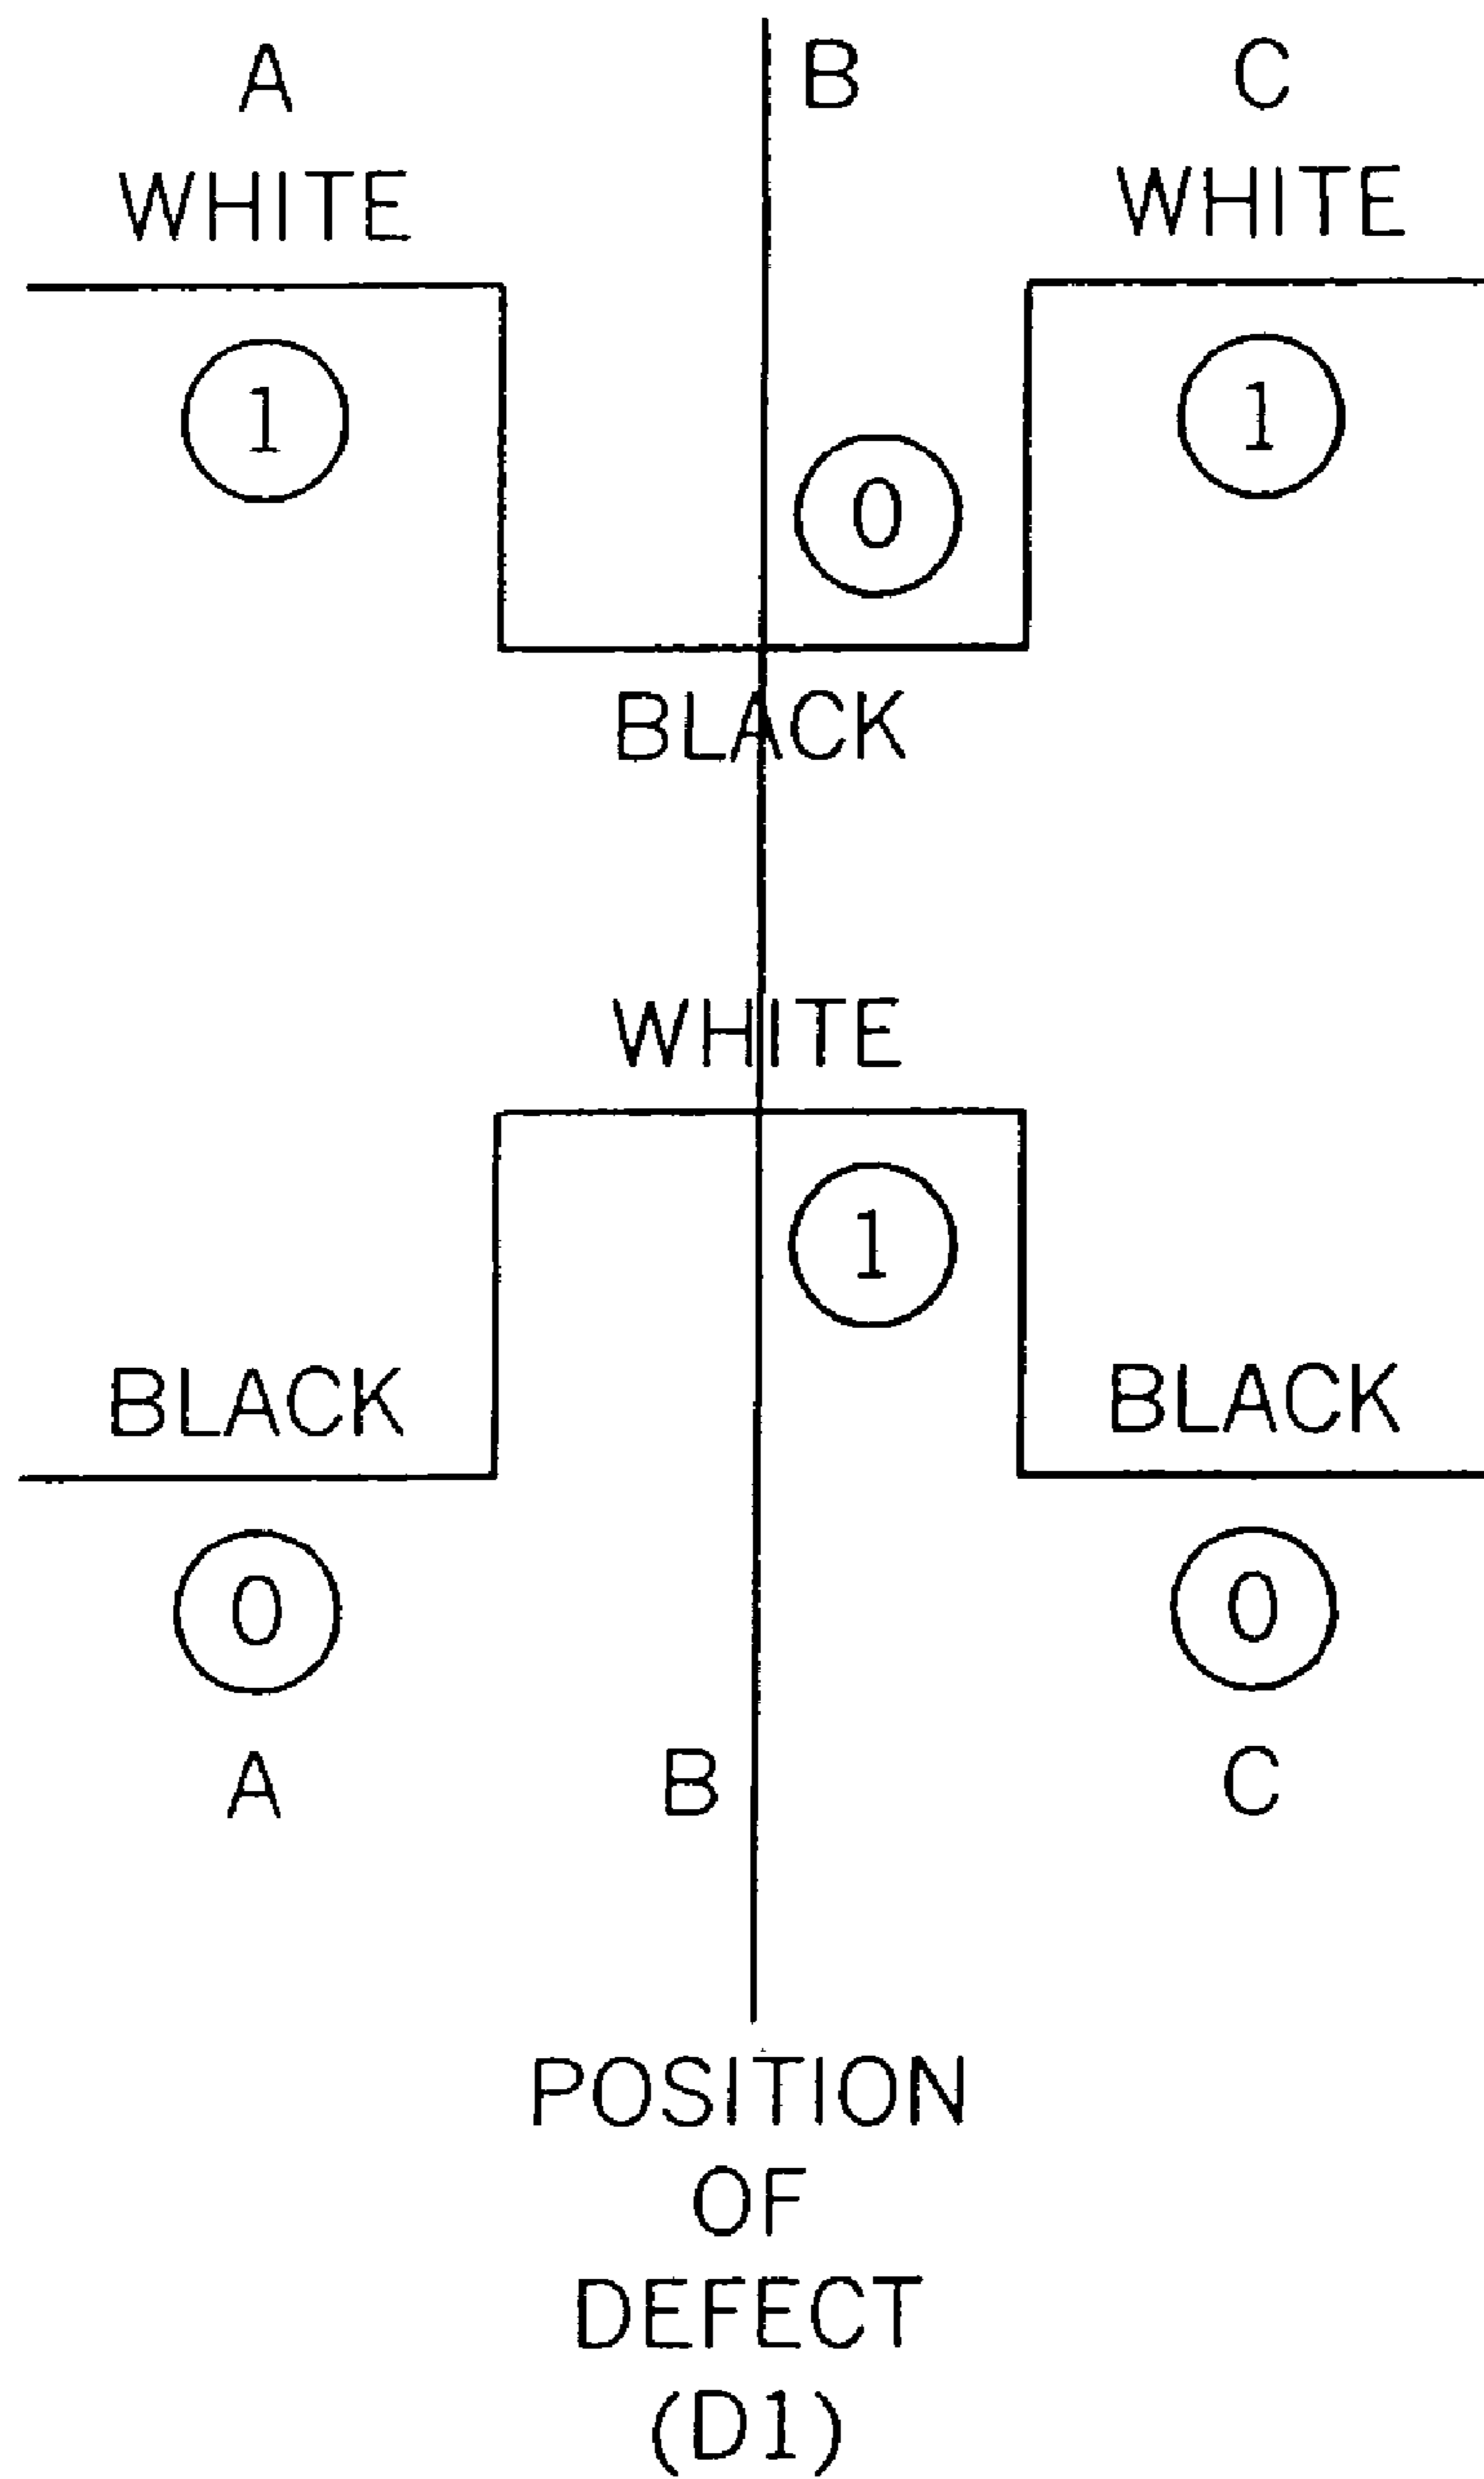 A B C
WHITE WHITE
1 1
0
BLACK
WHITE
1
BLACK BLACK
0 0
A B C
POSITION
OF
DEFECT
(D1)